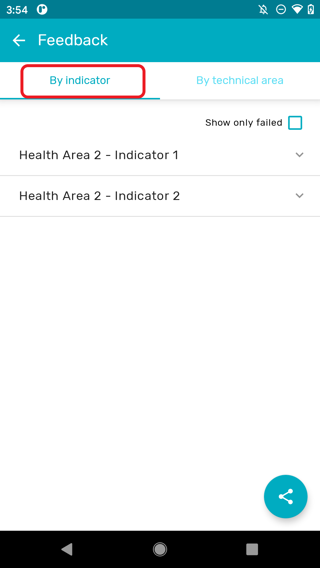 3:54
Feedback
By indicator By technical area
Show only failed
Health Area 2 - Indicator 1
Health Area 2 - Indicator 2